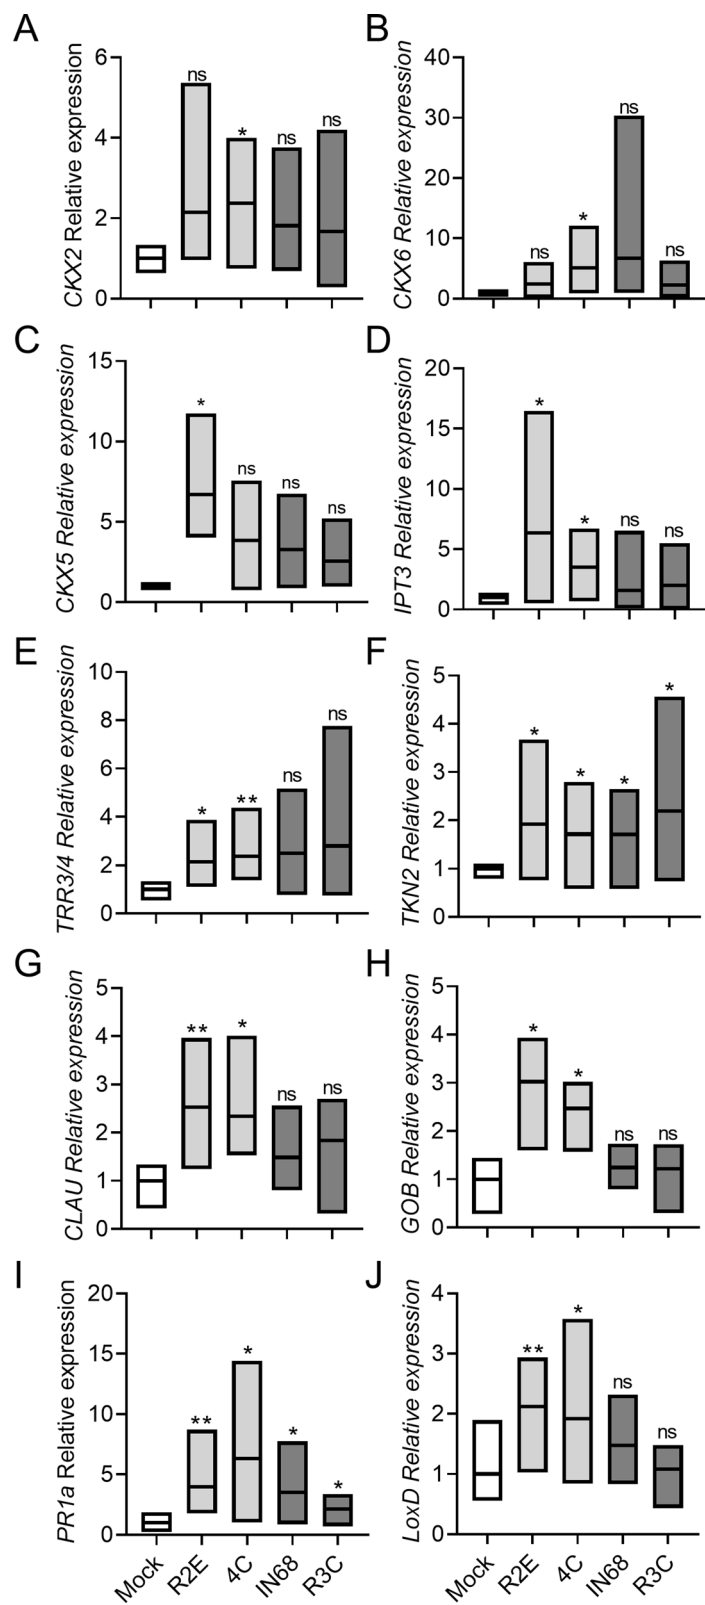 A
CKX2 Relative expression
6
4
2
0
ns
*
ns
ns
B
CKX6 Relative expression
40
30
20
10
0
ns
*
ns
ns
C
CKX5 Relative expression
15
10
5
0
*
ns
ns
ns
D
IPT3 Relative expression
20
15
10
5
0
*
*
ns
ns
E
TRR3/4 Relative expression
10
8
6
4
2
0
*
**
ns
ns
F
TKN2 Relative expression
5
4
3
2
1
0
*
*
*
*
G
CLAU Relative expression
5
4
3
2
1
0
**
*
ns
ns
H
GOB Relative expression
5
4
3
2
1
0
*
*
ns
ns
I
PR1a Relative expression
20
15
10
5
0
**
*
*
*
Mock
R2E
4C
IN68
R3C
J
LoxD Relative expression
4
3
2
1
0
**
*
ns
ns
Mock
R2E
4C
IN68
R3C